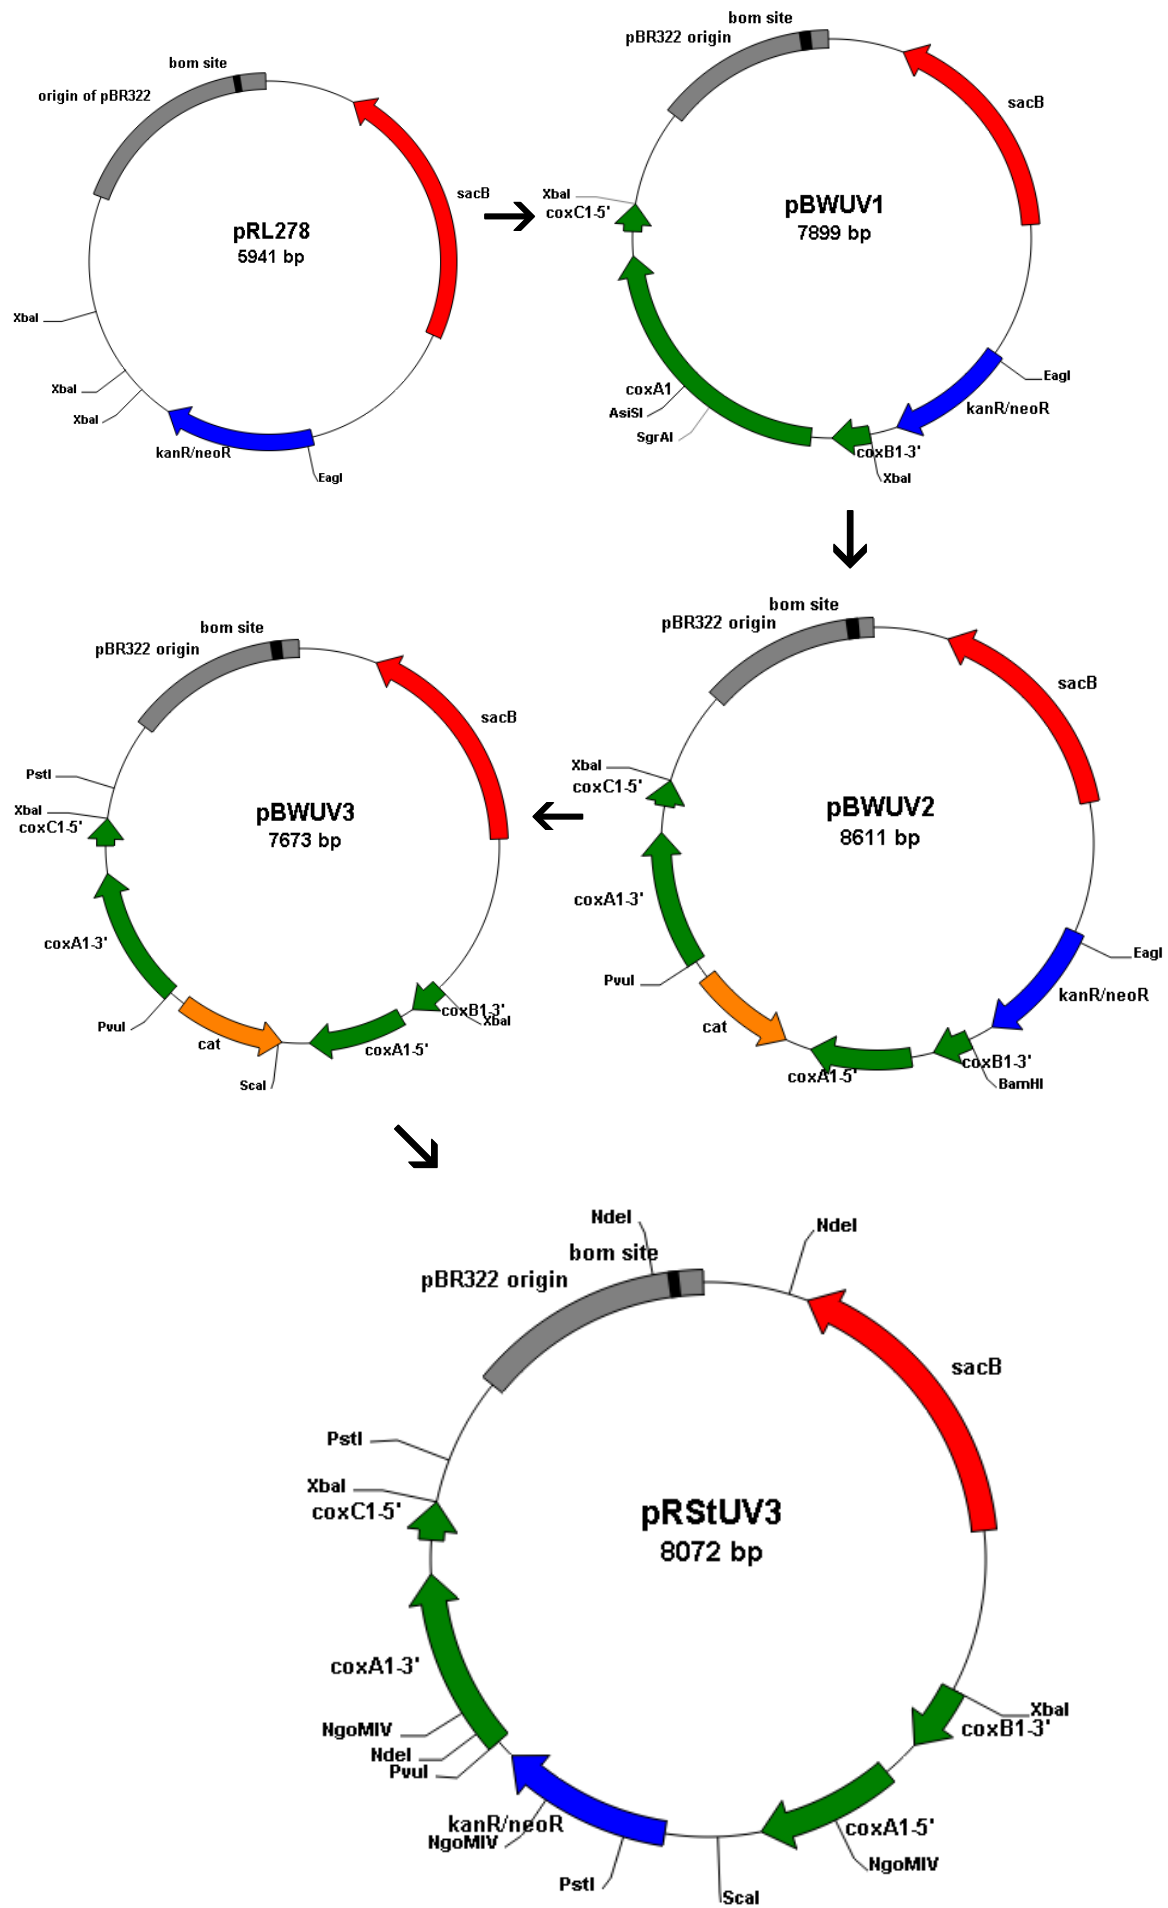 bom site
origin of pBR322
sacB
pRL278
5941 bp
XbaI
XbaI
XbaI
kanR/neoR
EagI
bom site
pBR322 origin
sacB
XbaI
coxC1-5'
pBWUV1
7899 bp
EagI
coxA1
AsiSI
SgrAI
kanR/neoR
coxB1-3'
XbaI
bom site
pBR322 origin
sacB
PstI
XbaI
coxC1-5'
pBWUV3
7673 bp
coxA1-3'
PvuI
cat
ScaI
coxA1-5'
coxB1-3'
XbaI
bom site
pBR322 origin
sacB
XbaI
coxC1-5'
pBWUV2
8611 bp
coxA1-3'
EagI
PvuI
kanR/neoR
cat
coxA1-5'
coxB1-3'
BamHI
NdeI
NdeI
bom site
pBR322 origin
sacB
PstI
XbaI
coxC1-5'
pRStUV3
8072 bp
coxA1-3'
XbaI
coxB1-3'
NgoMIV
NdeI
PvuI
kanR/neoR
NgoMIV
coxA1-5'
NgoMIV
PstI
ScaI